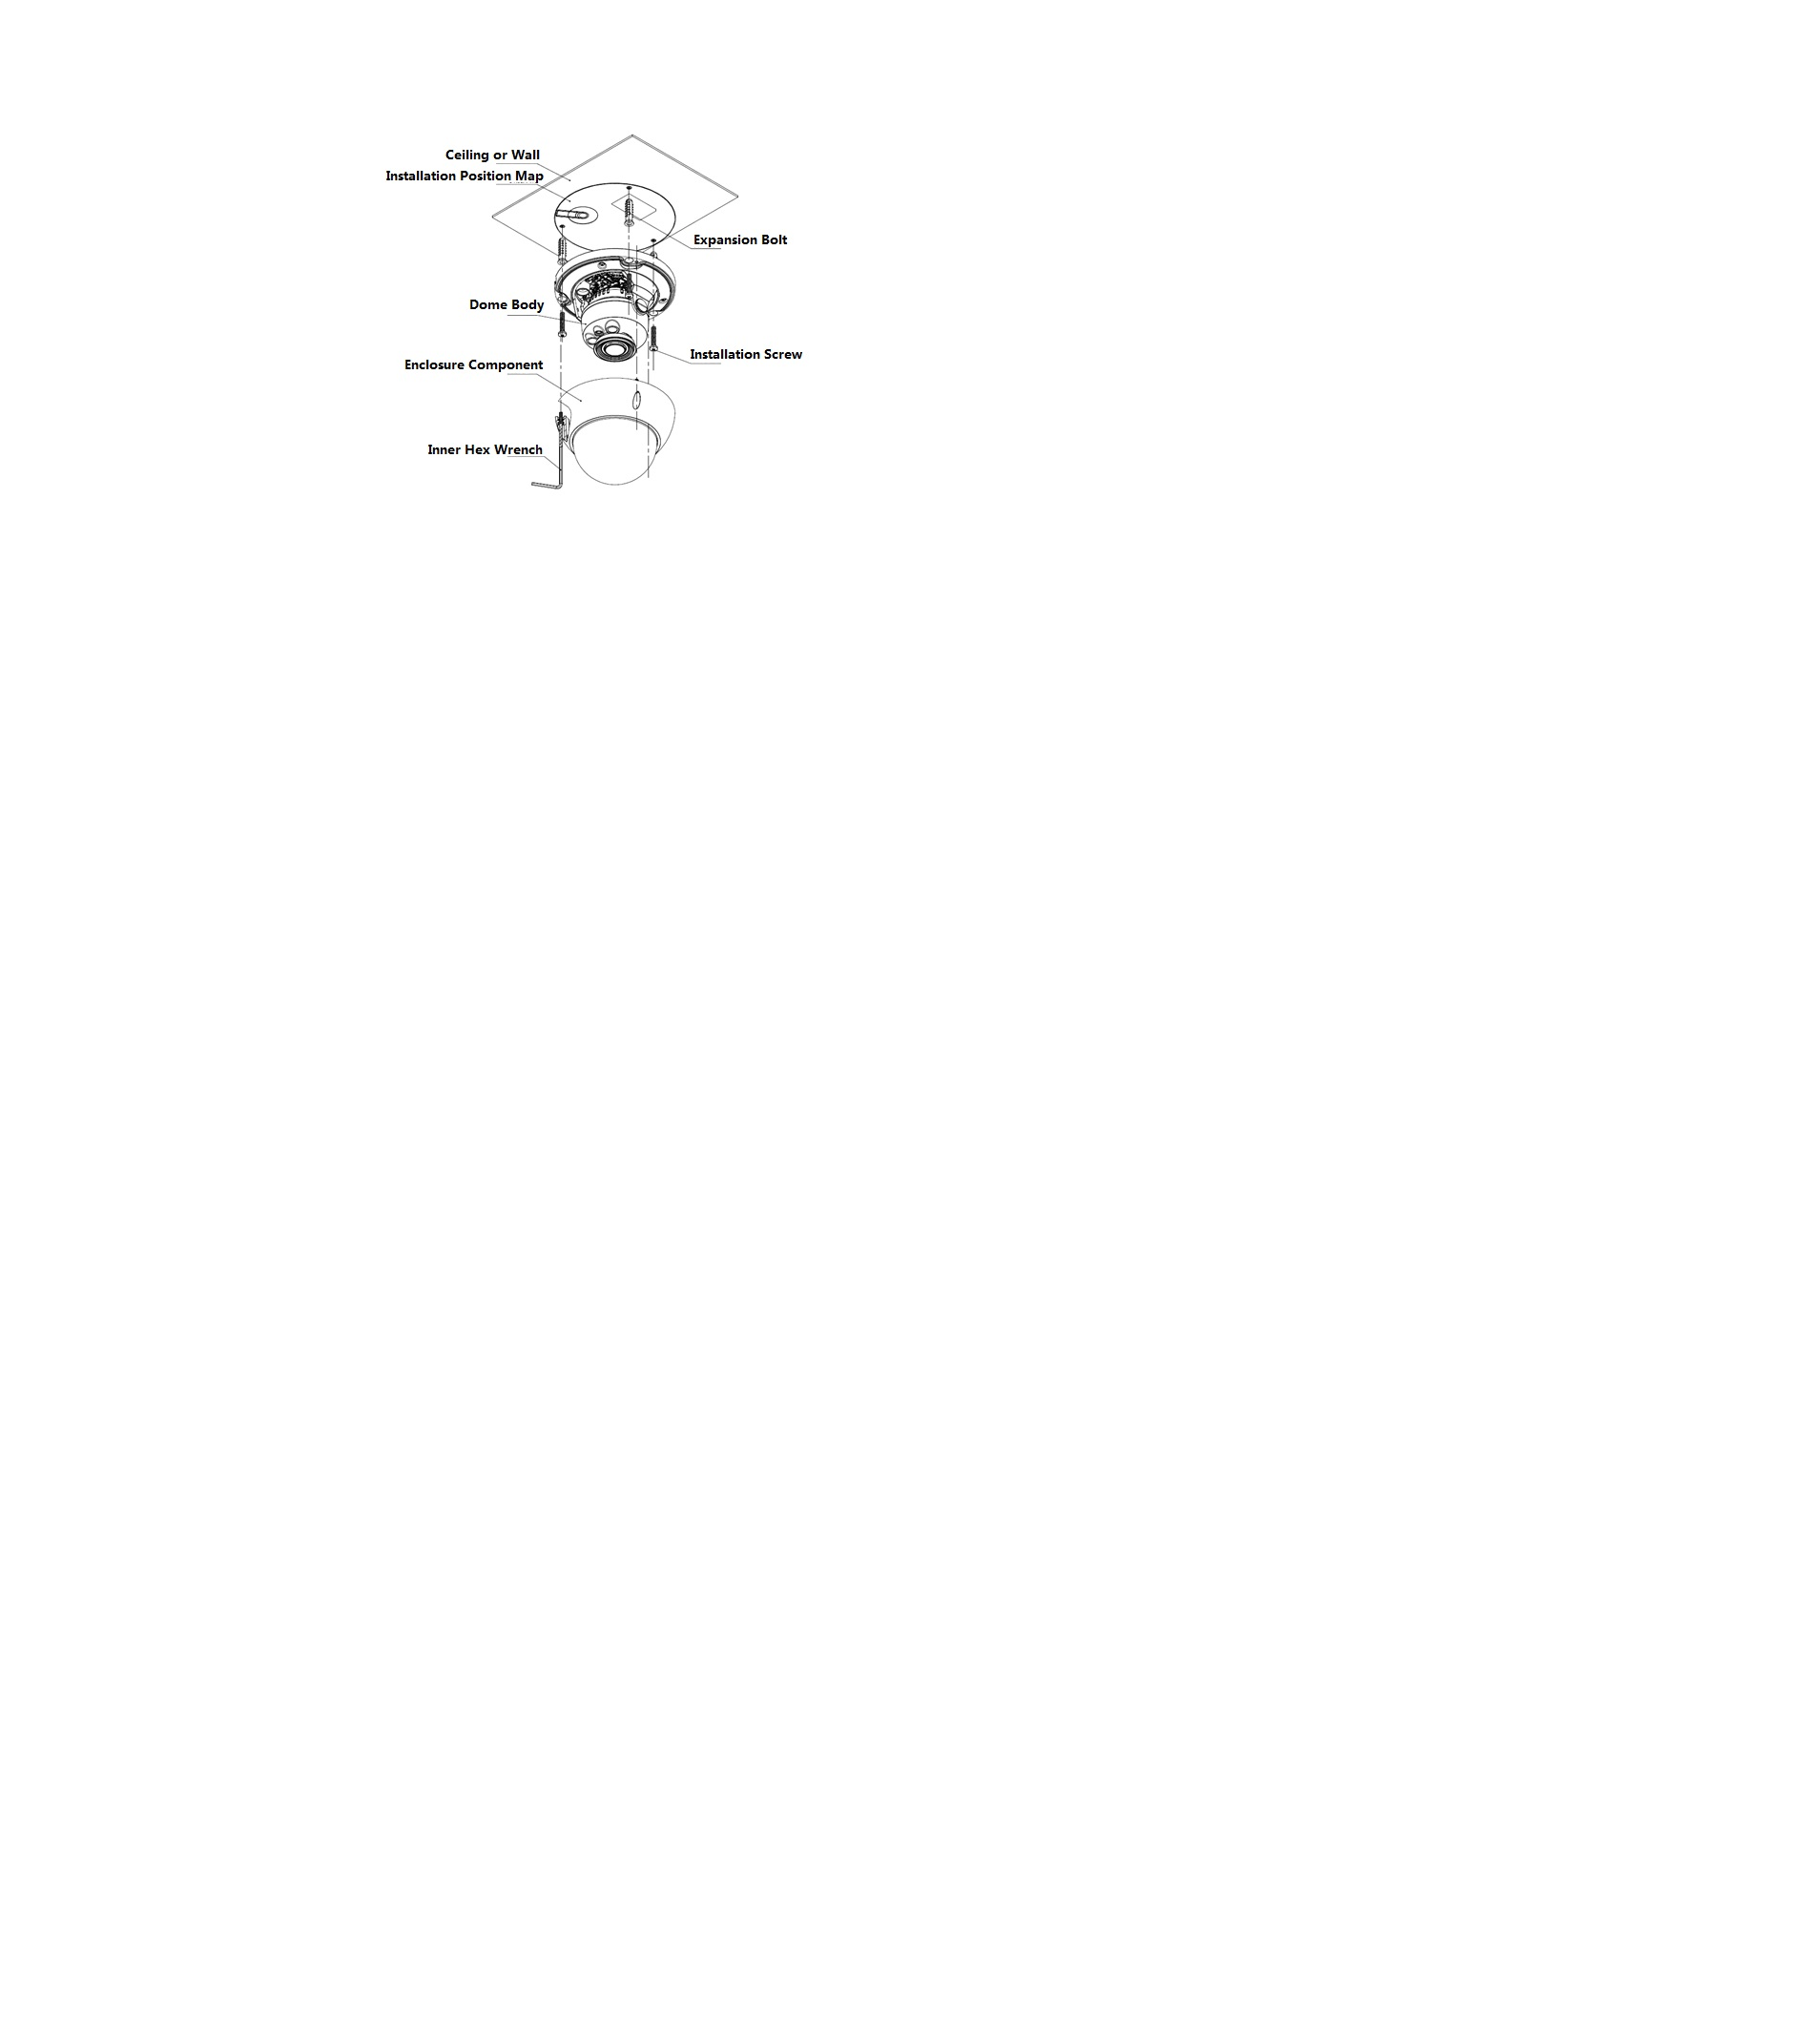 Ceiling or Wall
Installation Position Map
Expansion Bolt
Dome Body
Installation Screw
Enclosure Component
Inner Hex Wrench